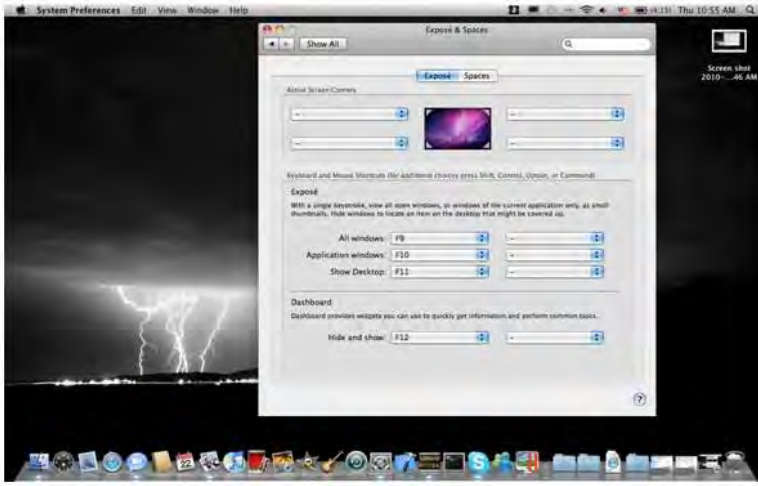 System Preferences Edit View Window Help
Thu 10:55 AM
Exposé & Spaces
Show All
Screen shot
2010-...46 AM
Exposé Spaces
Active Screen Corners
-
-
-
-
Keyboard and Mouse Shortcuts (for additional choices press Shift, Control, Option, or Command)
Exposé
With a single keystroke, view all open windows, or windows of the current application only, as small
thumbnails. Hide windows to locate an item on the desktop that might be covered up.
All windows: F9 -
Application windows: F10 -
Show Desktop: F11 -
Dashboard
Dashboard provides widgets you can use to quickly get information and perform common tasks.
Hide and show: F12 -
?